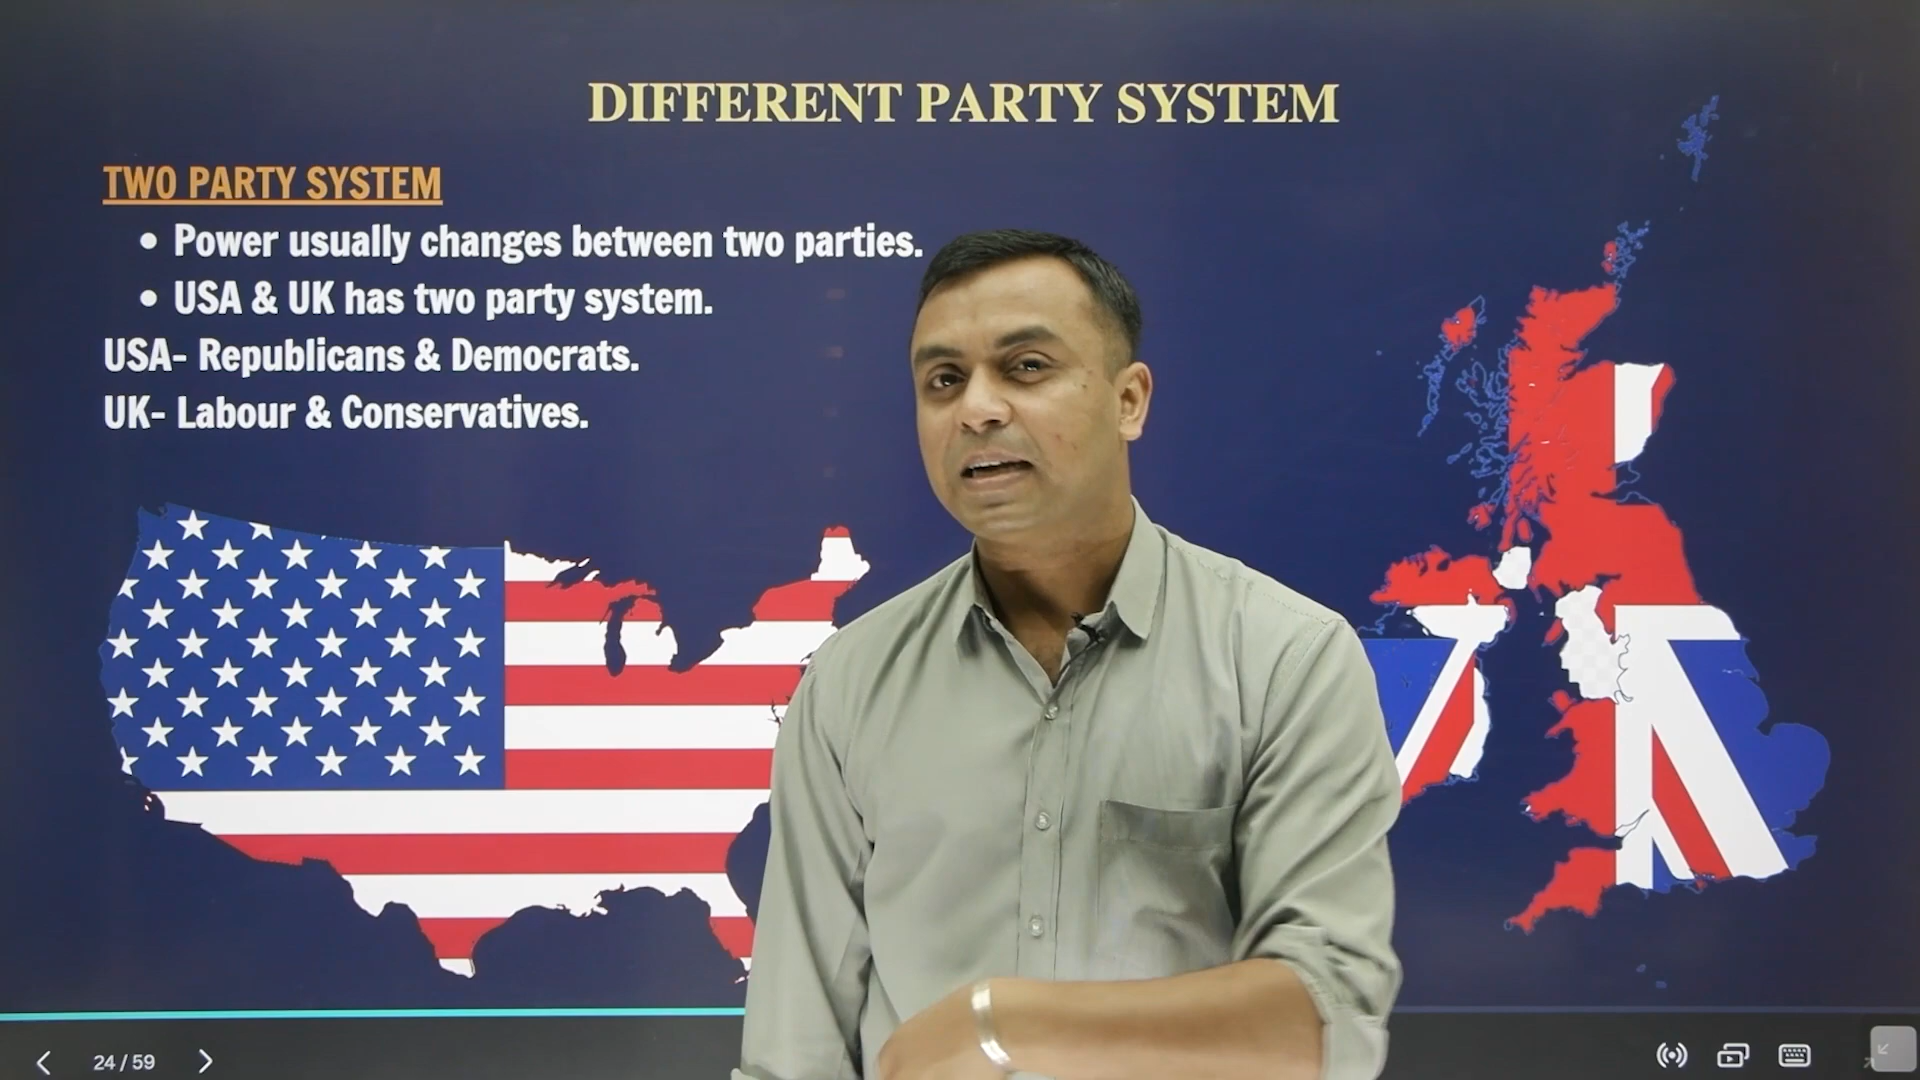 DIFFERENT PARTY SYSTEM
TWO PARTY SYSTEM
• Power usually changes between two parties.
• USA & UK has two party system.
USA- Republicans & Democrats.
UK- Labour & Conservatives.
24 / 59